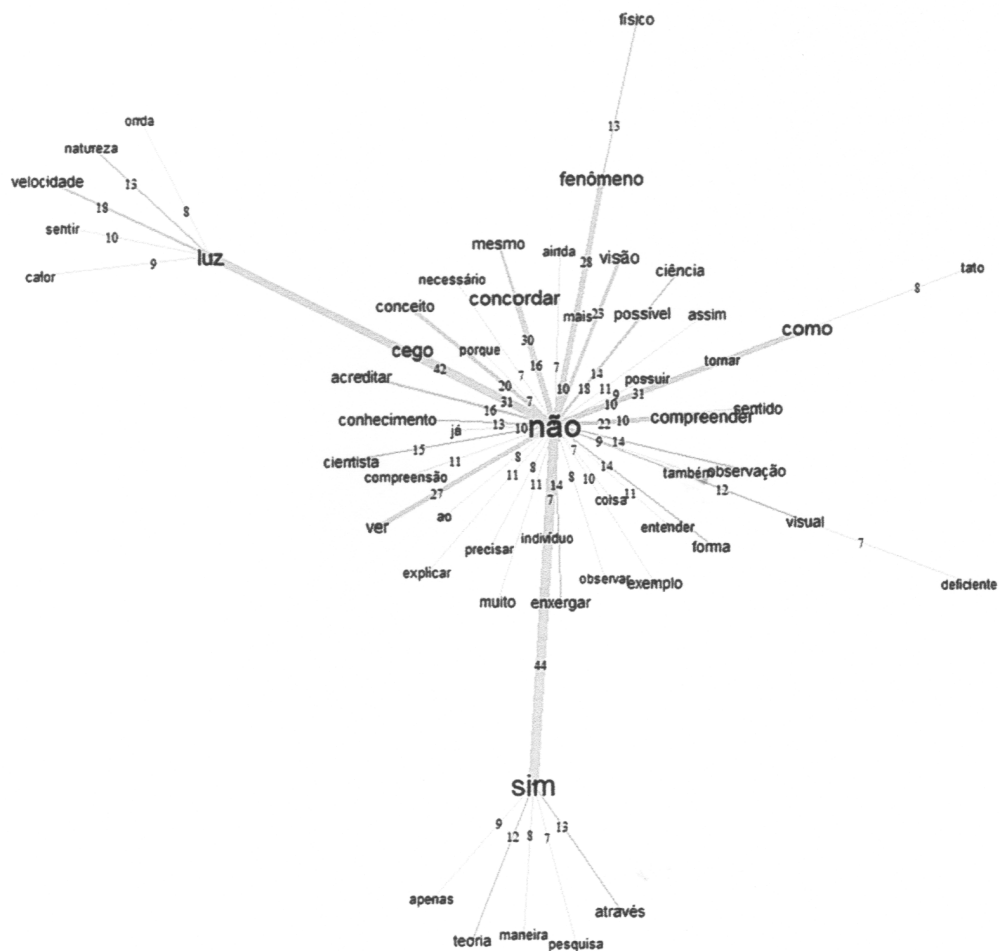 físico
13
onda
natureza
fenômeno
velocidade
13
18
8
sentir
10
luz
mesmo
ainda
28
visão
9
calor
necessário
ciência
tato
8
concordar
conceito
mais
23
possível
assim
como
cego
porque
30
42
16
7
tornar
acreditar
7
14
possuir
20
10
18
11
9
31
31
7
10
16
sentido
conhecimento
13
compreender
já
10
não
22
10
15
7
9
14
cientista
11
8
8
14
também
observação
compreensão
11
11
14
8
10
12
27
7
coisa
11
ver
ao
entender
visual
indivíduo
forma
7
precisar
explicar
observar
exemplo
deficiente
muito
enxergar
44
sim
9
12
8
7
13
apenas
através
teoria
maneira
pesquisa